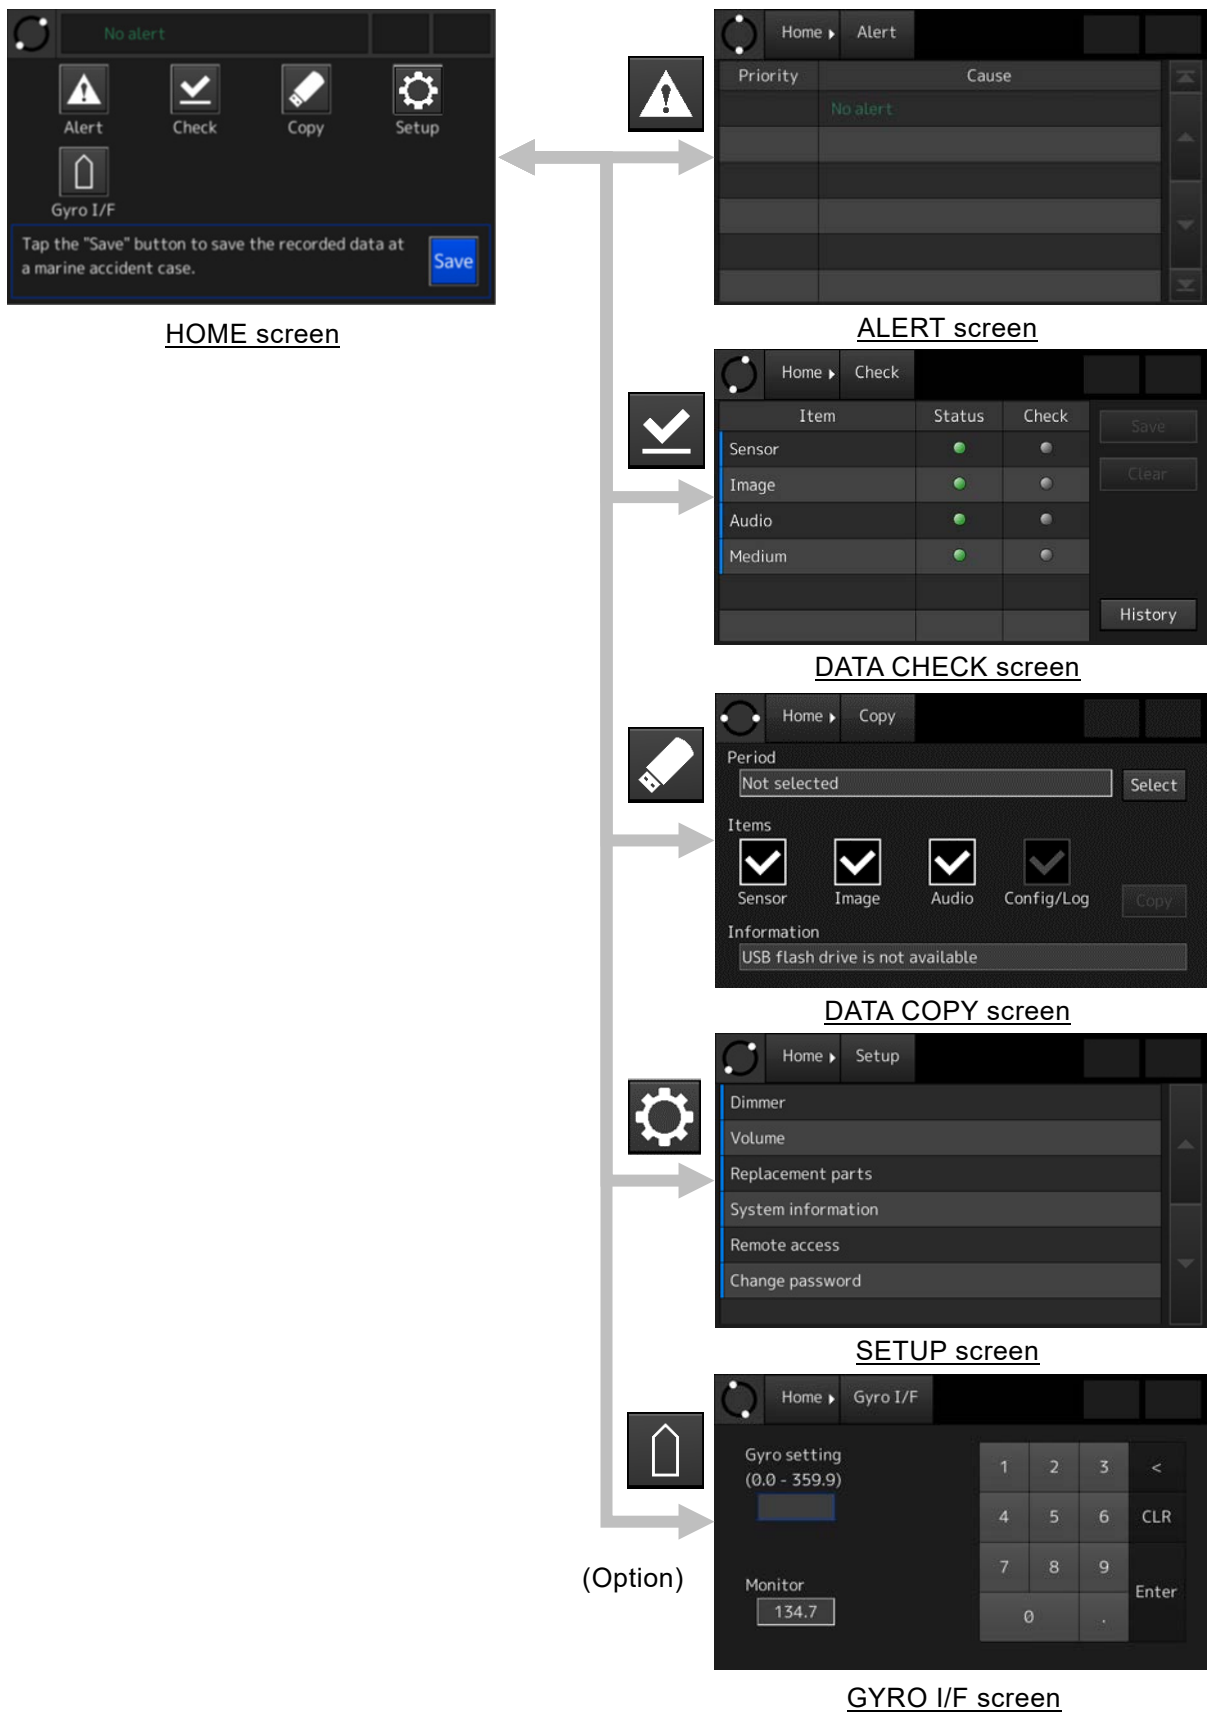 No alert
Alert
Check
Copy
Setup
Gyro I/F
Tap the "Save" button to save the recorded data at
a marine accident case.
Save
HOME screen
Home
Alert
Priority
Cause
No alert
ALERT screen
Home
Check
Item
Status
Check
Save
Sensor
Image
Clear
Audio
Medium
History
DATA CHECK screen
Home
Copy
Period
Not selected
Select
Items
Sensor
Image
Audio
Config/Log
Copy
Information
USB flash drive is not available
DATA COPY screen
Home
Setup
Dimmer
Volume
Replacement parts
System information
Remote access
Change password
SETUP screen
Home
Gyro I/F
Gyro setting
(0.0 - 359.9)
1 2 3 <
4 5 6 CLR
7 8 9
Enter
0 .
Monitor
134.7
(Option)
GYRO I/F screen